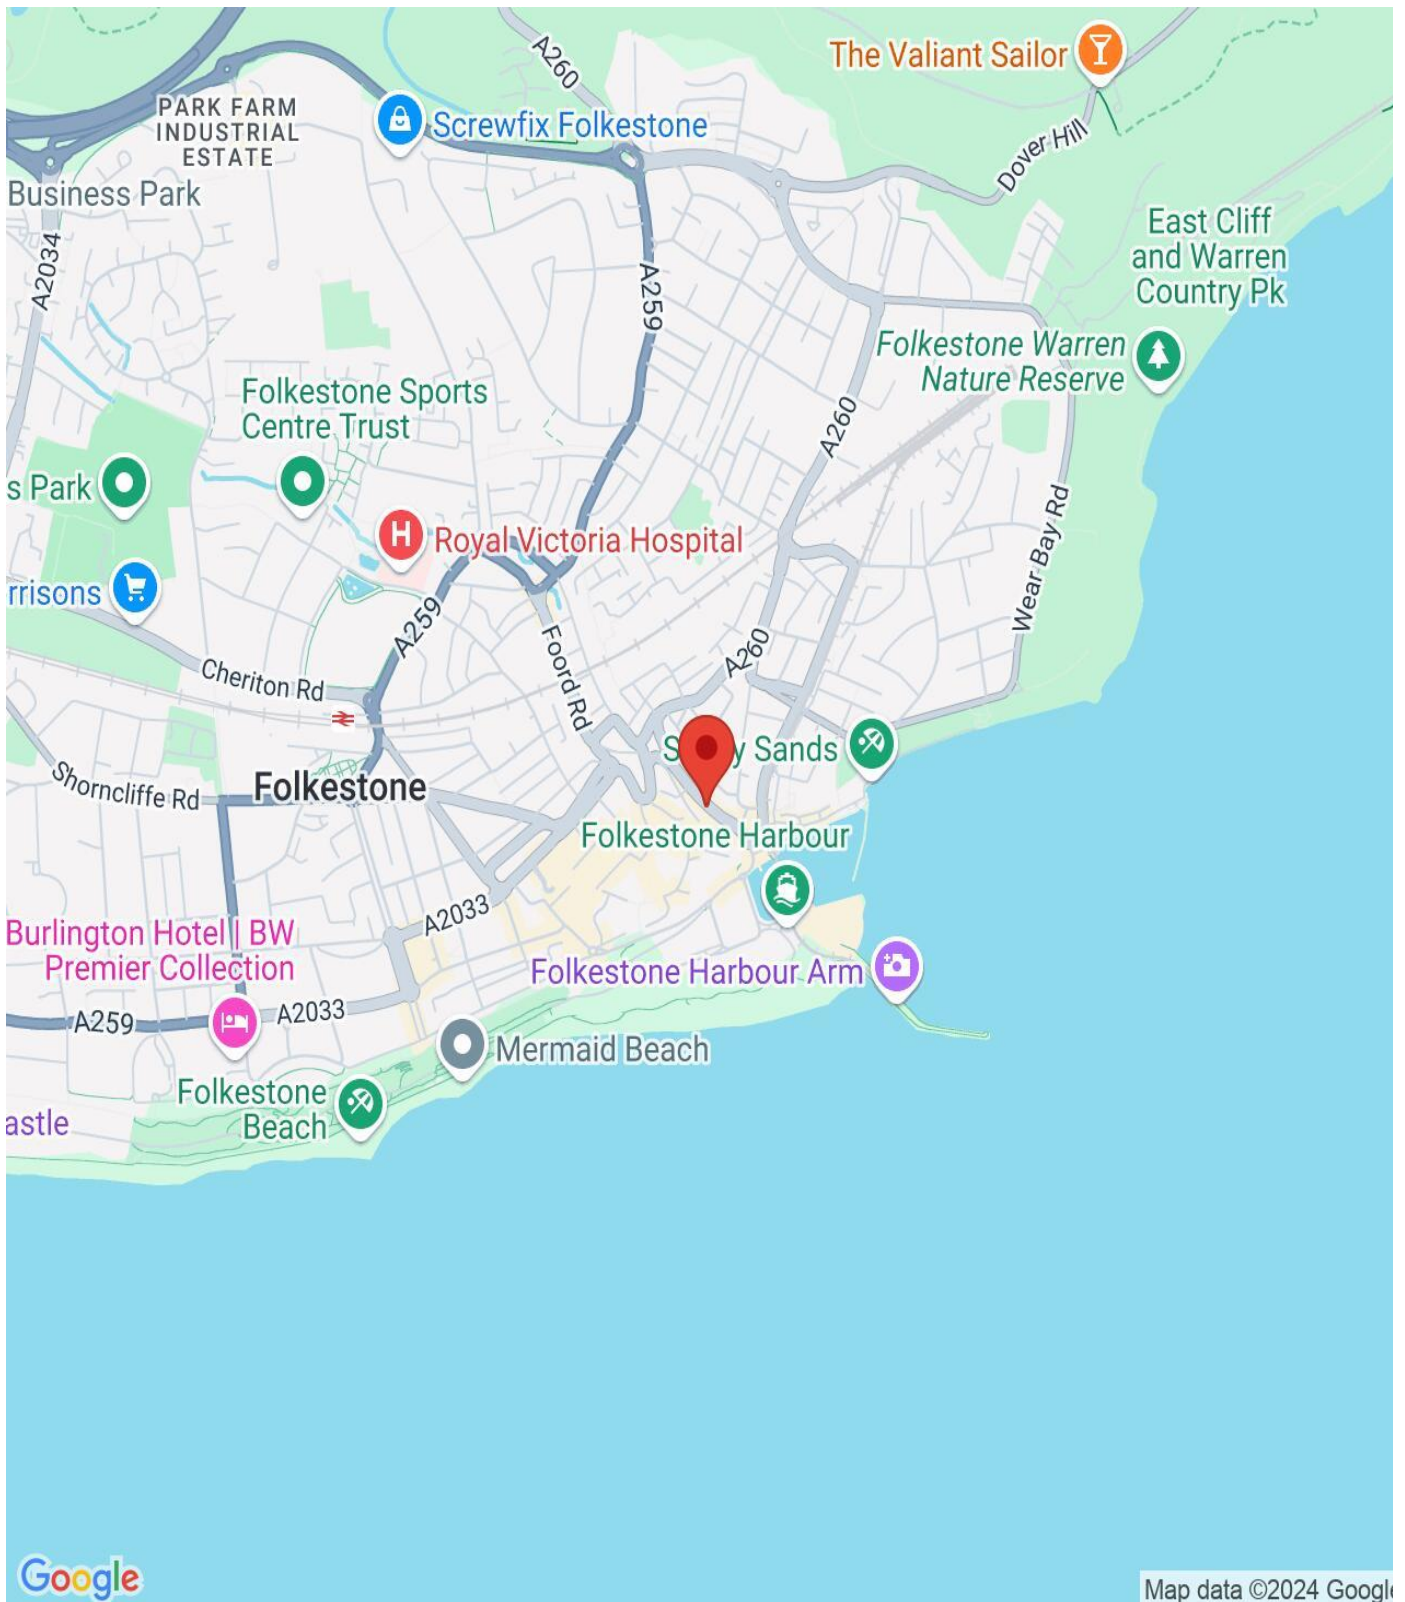 A260
The Valiant Sailor
PARK FARM
INDUSTRIAL
ESTATE
Screwfix Folkestone
Dover Hill
Business Park
A2034
East Cliff
and Warren
Country Pk
A259
Folkestone Warren
Nature Reserve
Folkestone Sports
Centre Trust
A260
s Park
Royal Victoria Hospital
Wear Bay Rd
rrisons
A259
Foord Rd
A260
Cheriton Rd
Sands
Shorncliffe Rd
Folkestone
Folkestone Harbour
A2033
Burlington Hotel | BW
Premier Collection
Folkestone Harbour Arm
A259
A2033
Mermaid Beach
Folkestone
Beach
astle
Google
Map data ©2024 Google